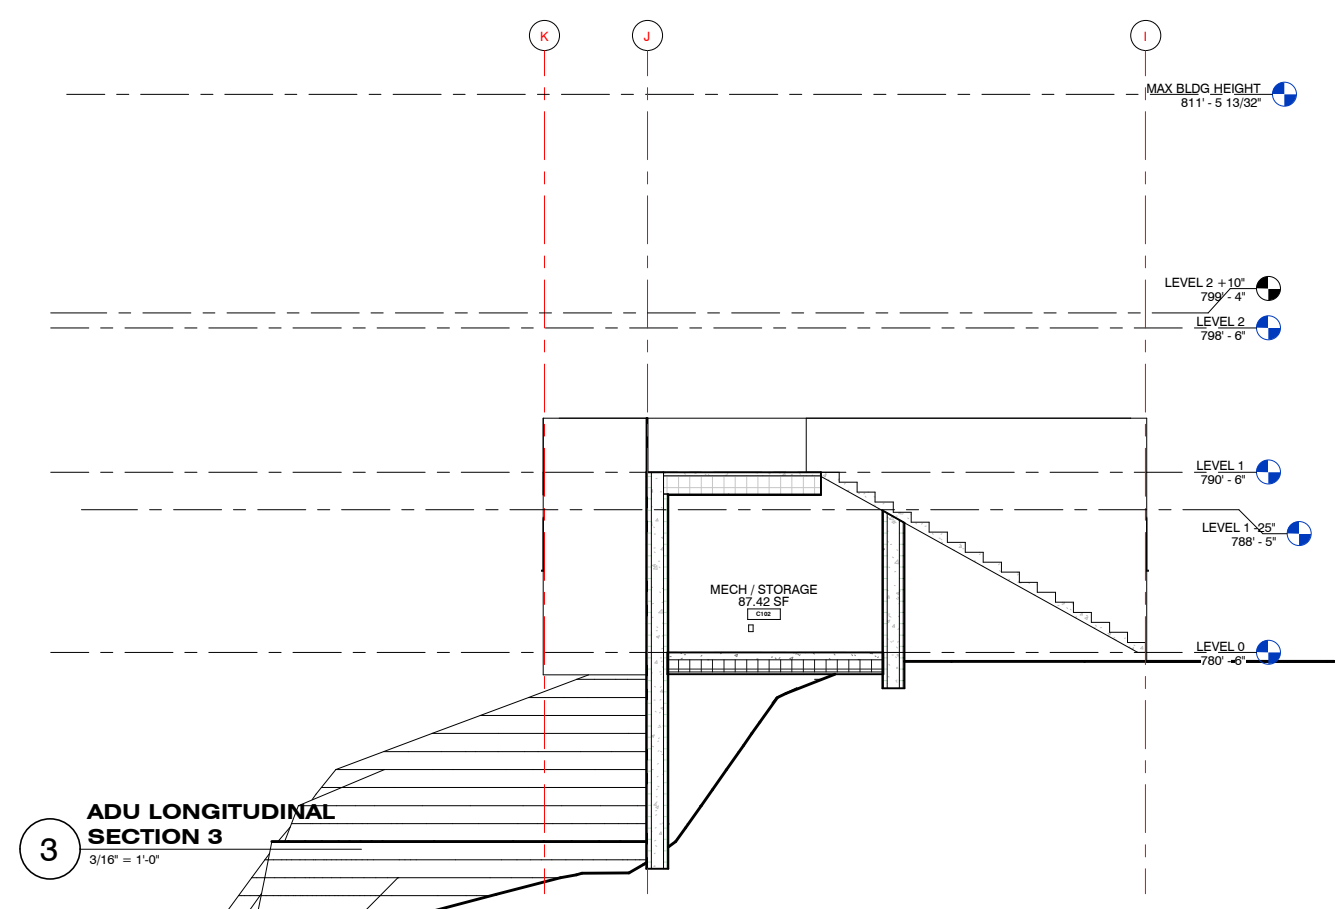 K
J
I
MAX BLDG HEIGHT
811' - 5 13/32"
LEVEL 2 +10"
799' - 4"
LEVEL 2
798' - 6"
LEVEL 1
790' - 6"
LEVEL 1 -25"
788' - 5"
MECH / STORAGE
87.42 SF
C102
LEVEL 0
780' - 6"
3
ADU LONGITUDINAL
SECTION 3
3/16" = 1'-0"